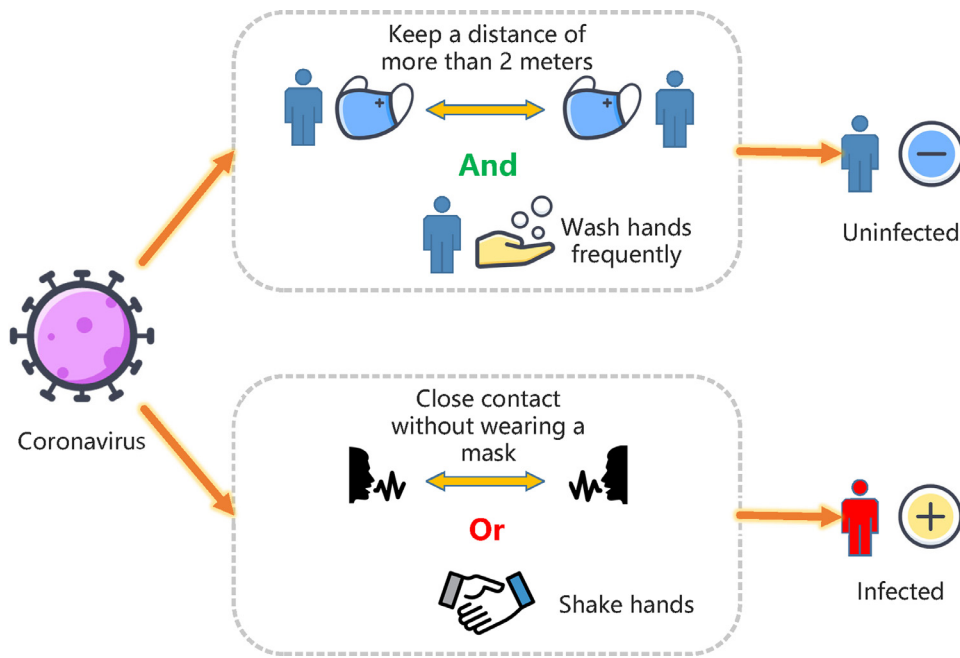 Keep a distance of
more than 2 meters
And
Wash hands
frequently
Uninfected
Coronavirus
Close contact
without wearing a
mask
Or
Shake hands
Infected